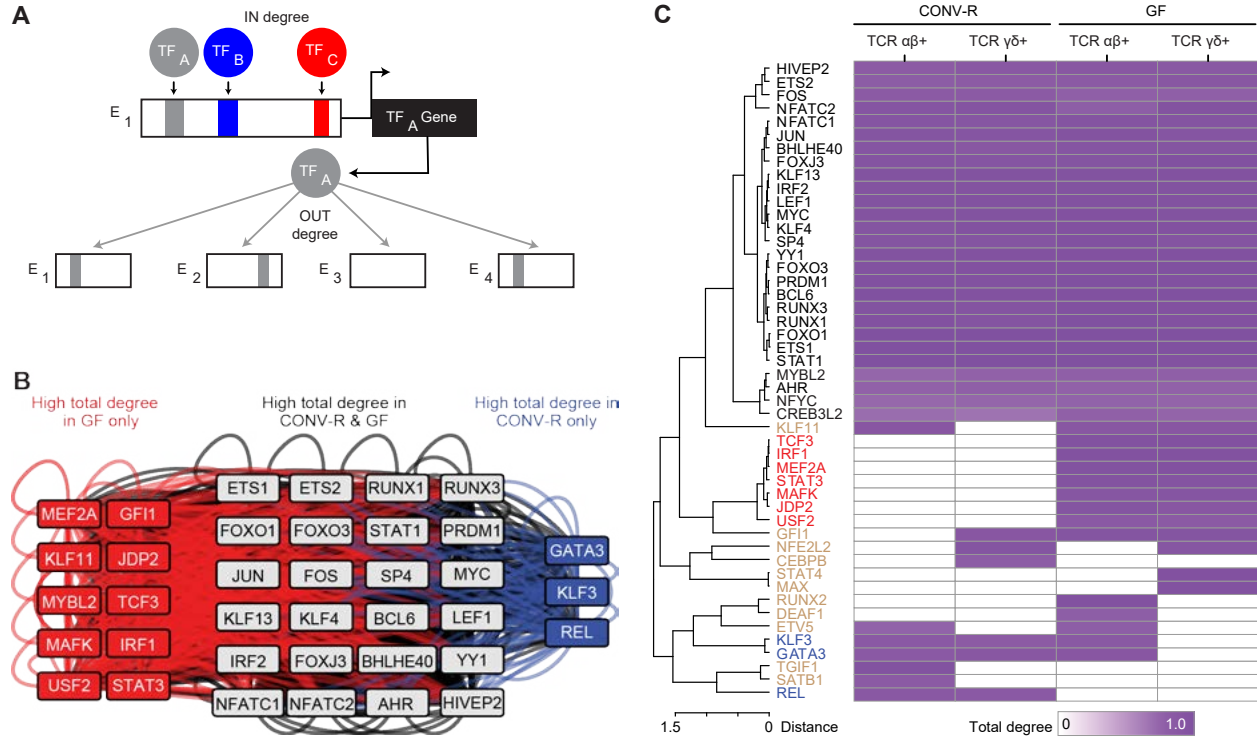 A
IN degree
TF A
TF B
TF C
E 1
TF A Gene
TF A
OUT
degree
E 1
E 2
E 3
E 4
B
High total degree
in GF only
High total degree in
CONV-R & GF
High total degree in
CONV-R only
ETS1 ETS2 RUNX1 RUNX3
MEF2A GFI1
FOXO1 FOXO3 STAT1 PRDM1
GATA3
KLF11 JDP2
JUN FOS SP4 MYC
KLF3
MYBL2 TCF3
KLF13 KLF4 BCL6 LEF1
REL
MAFK IRF1
IRF2 FOXJ3 BHLHE40 YY1
USF2 STAT3
NFATC1 NFATC2 AHR HIVEP2
C
CONV-R GF
TCR αβ+ TCR γδ+ TCR αβ+ TCR γδ+
HIVEP2
ETS2
FOS
NFATC2
NFATC1
JUN
BHLHE40
FOXJ3
KLF13
IRF2
LEF1
MYC
KLF4
SP4
YY1
FOXO3
PRDM1
BCL6
RUNX3
RUNX1
FOXO1
ETS1
STAT1
MYBL2
AHR
NFYC
CREB3L2
KLF11
TCF3
IRF1
MEF2A
STAT3
MAFK
JDP2
USF2
GFI1
NFE2L2
CEBPB
STAT4
MAX
RUNX2
DEAF1
ETV5
KLF3
GATA3
TGIF1
SATB1
REL
1.5 0 Distance
Total degree 0 1.0